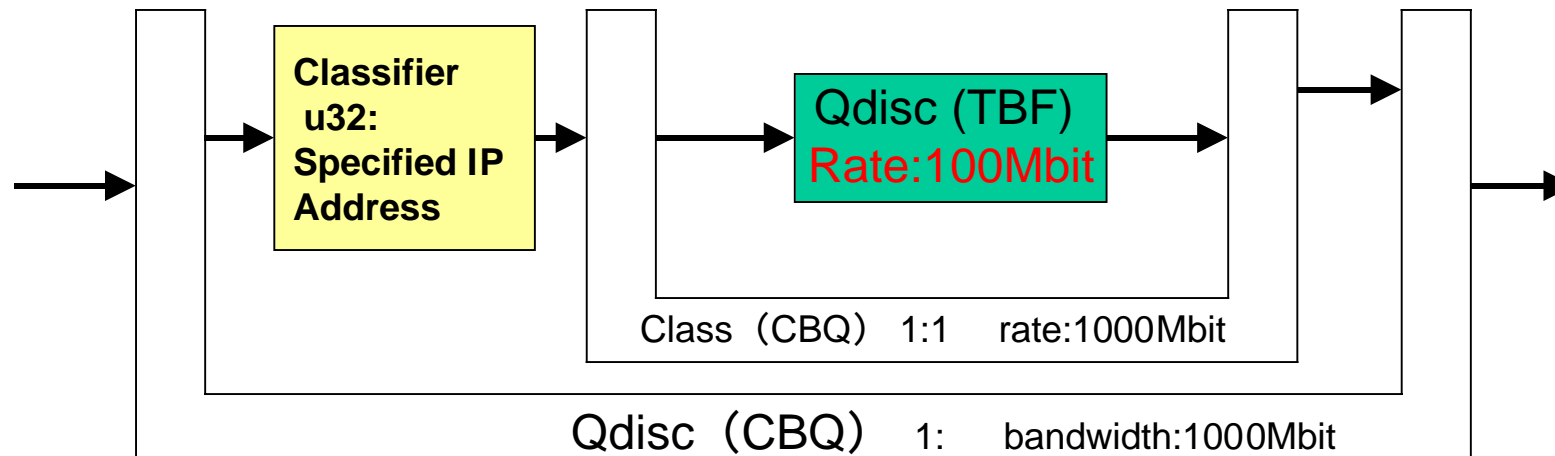 Classifier
u32:
Specified IP
Address
Qdisc (TBF)
Rate:100Mbit
Class（CBQ） 1:1 rate:1000Mbit
Qdisc（CBQ） 1: bandwidth:1000Mbit